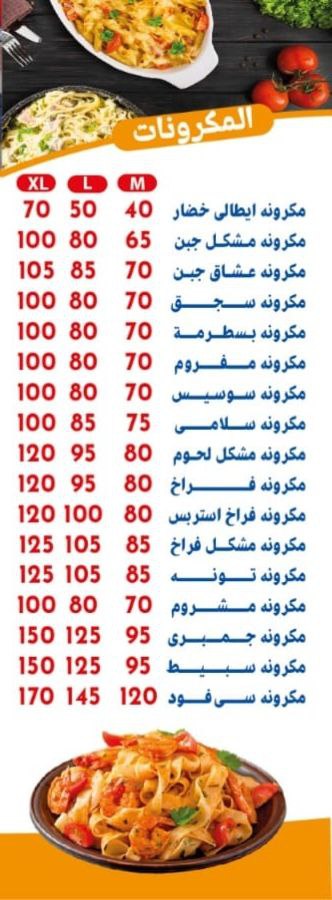 المكرونات
M L XL
مكرونه ايطالى خضار 40 50 70
مكرونه مشكل جبن 65 80 100
مكرونه عشاق جبن 70 85 105
مكرونه سجق 70 80 100
مكرونه بسطرمة 70 80 100
مكرونه مفروم 70 80 100
مكرونه سوسيس 70 80 100
مكرونه سلامى 75 85 100
مكرونه مشكل لحوم 80 95 120
مكرونه فراخ 80 95 120
مكرونه فراخ استربس 80 100 120
مكرونه مشكل فراخ 85 105 125
مكرونه تونه 85 105 125
مكرونه مشروم 70 80 100
مكرونه جمبرى 95 125 150
مكرونه سبيط 95 125 150
مكرونه سى فود 120 145 170